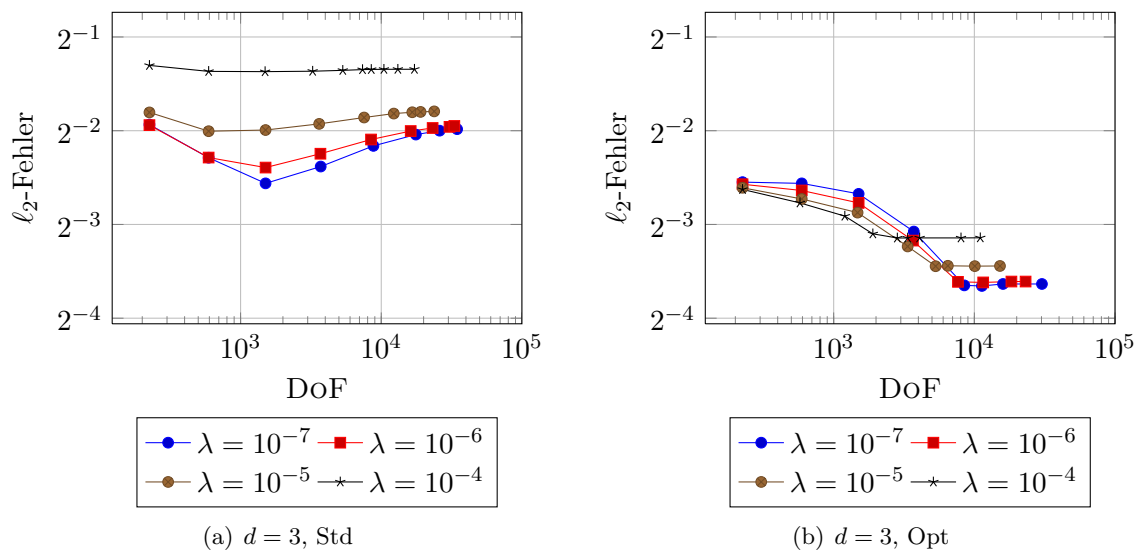 2^{-1}
2^{-2}
2^{-3}
2^{-4}
ℓ_2-Fehler
10^3
10^4
10^5
DoF
λ = 10^{-7}
λ = 10^{-6}
λ = 10^{-5}
λ = 10^{-4}
(a) d = 3, Std
2^{-1}
2^{-2}
2^{-3}
2^{-4}
ℓ_2-Fehler
10^3
10^4
10^5
DoF
λ = 10^{-7}
λ = 10^{-6}
λ = 10^{-5}
λ = 10^{-4}
(b) d = 3, Opt